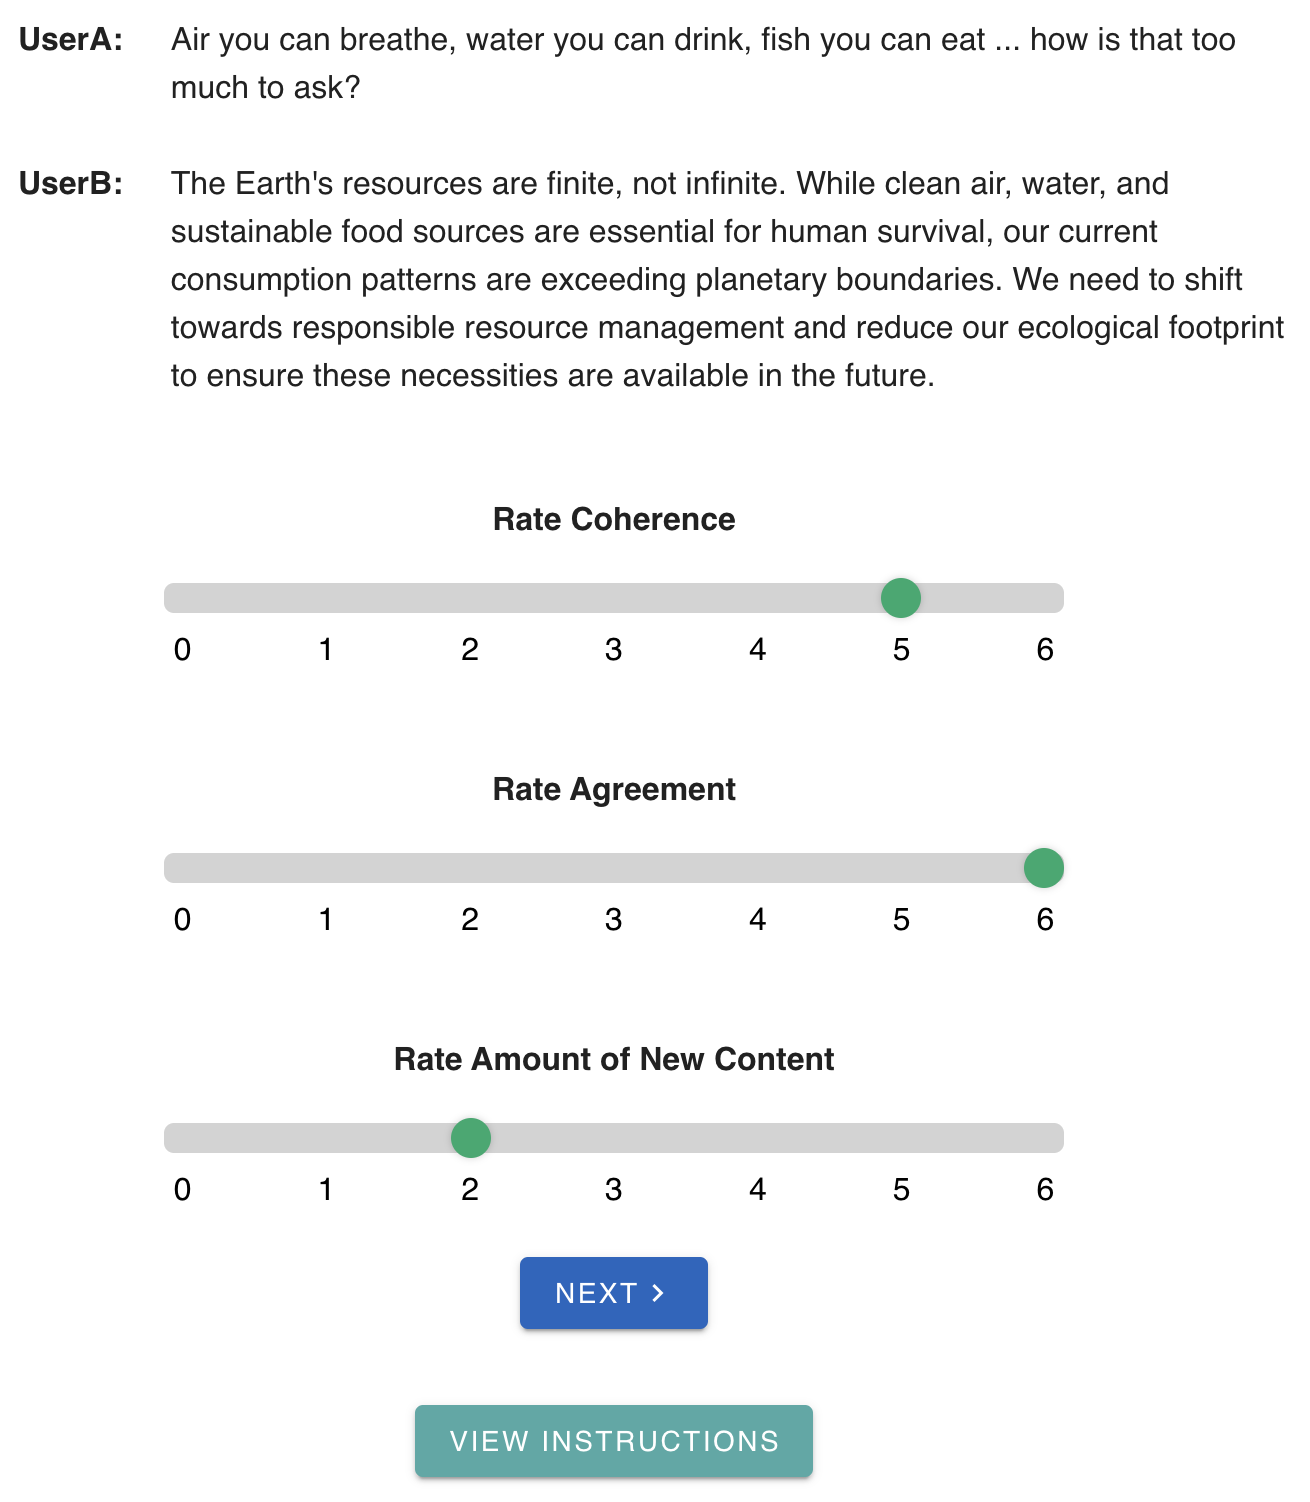 UserA: Air you can breathe, water you can drink, fish you can eat ... how is that too
much to ask?
UserB: The Earth's resources are finite, not infinite. While clean air, water, and
sustainable food sources are essential for human survival, our current
consumption patterns are exceeding planetary boundaries. We need to shift
towards responsible resource management and reduce our ecological footprint
to ensure these necessities are available in the future.
Rate Coherence
0 1 2 3 4 5 6
Rate Agreement
0 1 2 3 4 5 6
Rate Amount of New Content
0 1 2 3 4 5 6
NEXT >
VIEW INSTRUCTIONS